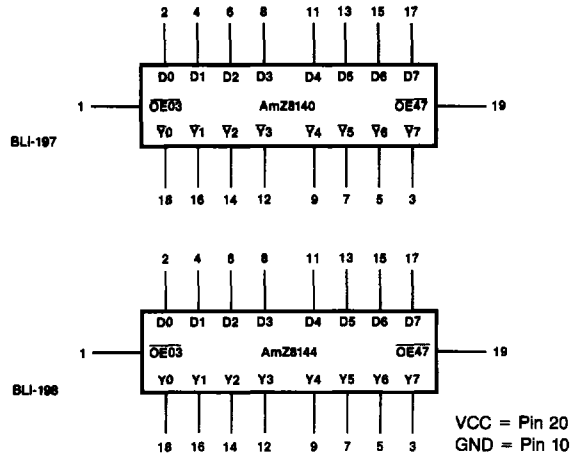 2 4 6 8 11 13 15 17
D0 D1 D2 D3 D4 D5 D6 D7
1 OE03 AmZ8140 OE47 19
BLI-197
Y0 Y1 Y2 Y3 Y4 Y5 Y6 Y7
18 16 14 12 9 7 5 3
2 4 6 8 11 13 15 17
D0 D1 D2 D3 D4 D5 D6 D7
1 OE03 AmZ8144 OE47 19
BLI-198
Y0 Y1 Y2 Y3 Y4 Y5 Y6 Y7
18 16 14 12 9 7 5 3
VCC = Pin 20
GND = Pin 10